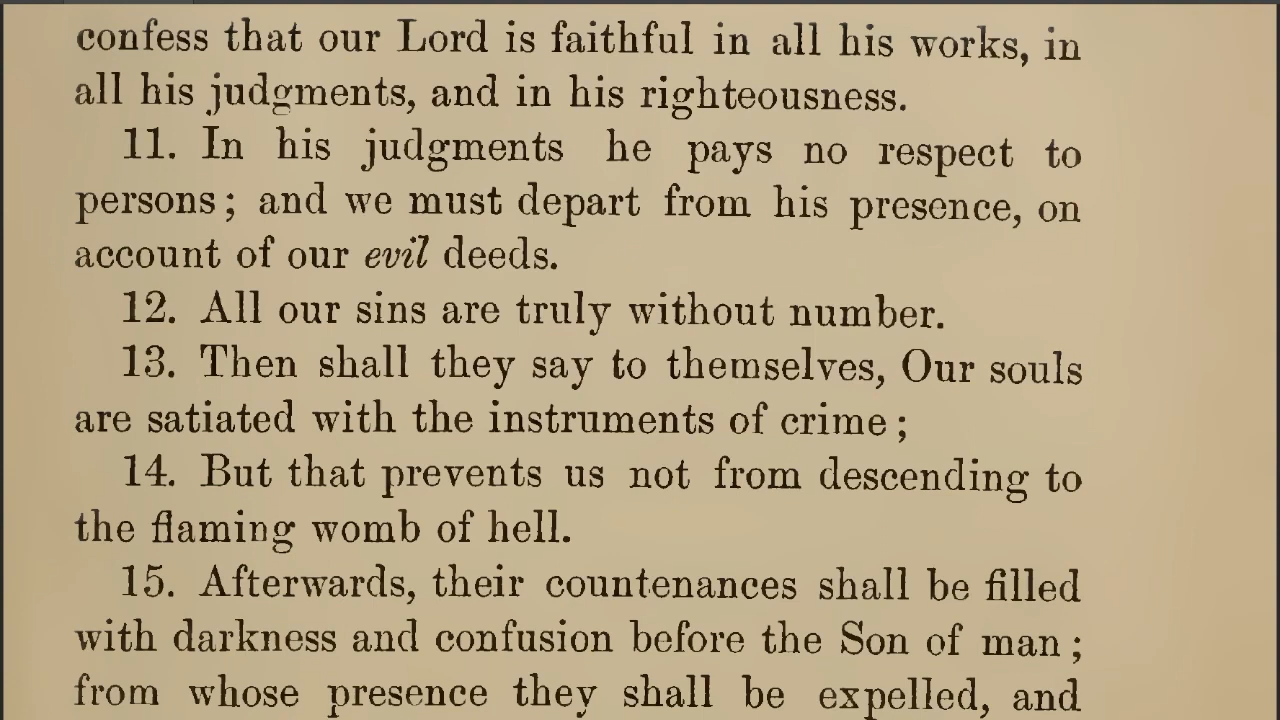 confess that our Lord is faithful in all his works, in
all his judgments, and in his righteousness.
11. In his judgments he pays no respect to
persons; and we must depart from his presence, on
account of our evil deeds.
12. All our sins are truly without number.
13. Then shall they say to themselves, Our souls
are satiated with the instruments of crime;
14. But that prevents us not from descending to
the flaming womb of hell.
15. Afterwards, their countenances shall be filled
with darkness and confusion before the Son of man;
from whose presence they shall be expelled, and